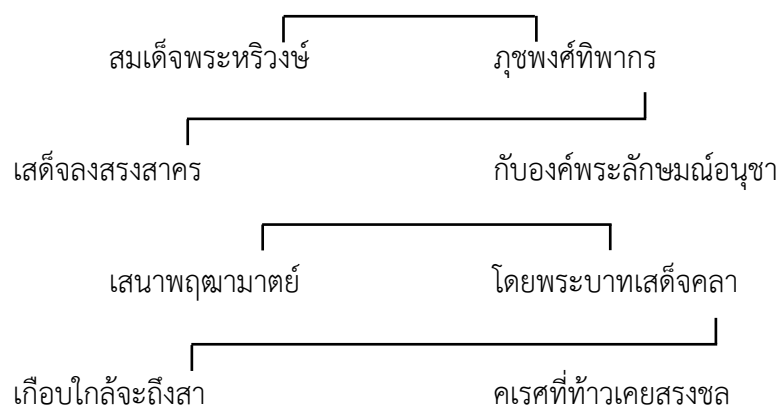 สมเด็จพระหริวงษ์ ภุชพงศ์ทิพากร
เสด็จลงสรงสาคร กับองค์พระลักษมณ์อนุชา
เสนาพฤฒามาตย์ โดยพระบาทเสด็จคลา
เกือบใกล้จะถึงสา คเรศที่ท้าวเคยสรงชล